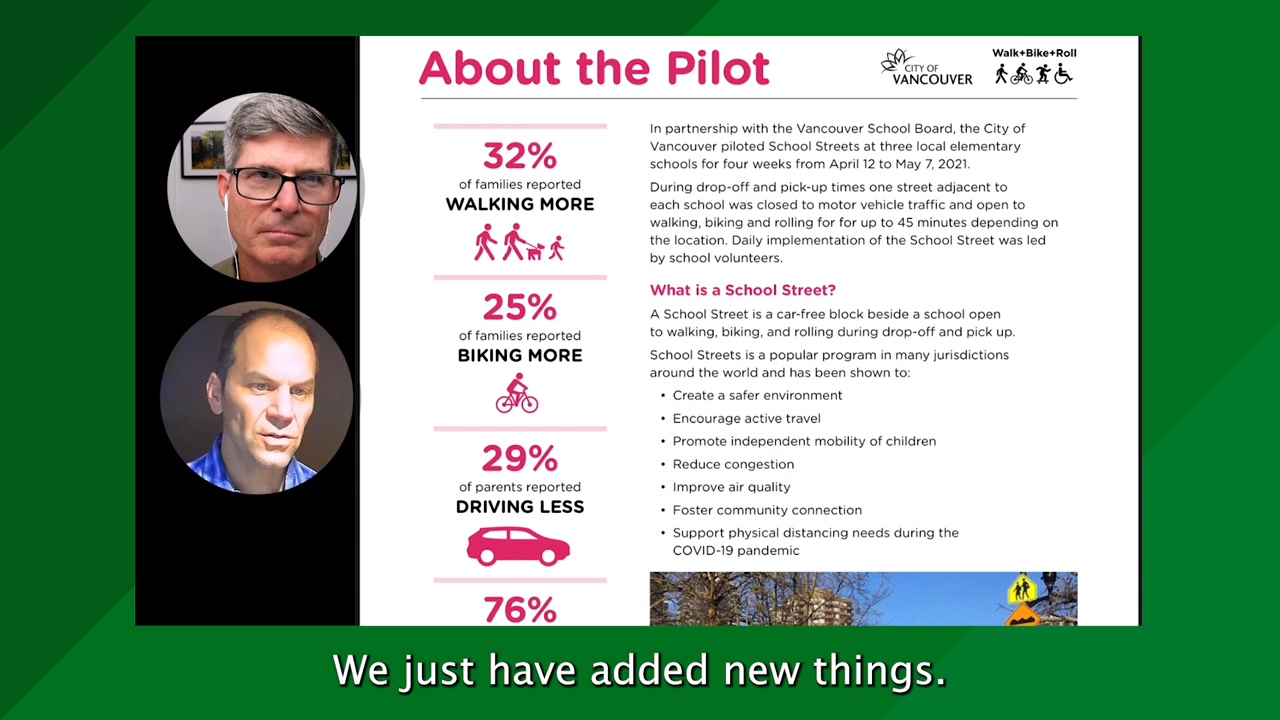 About the Pilot
CITY OF
VANCOUVER
Walk+Bike+Roll
32%
of families reported
WALKING MORE
25%
of families reported
BIKING MORE
29%
of parents reported
DRIVING LESS
76%
In partnership with the Vancouver School Board, the City of
Vancouver piloted School Streets at three local elementary
schools for four weeks from April 12 to May 7, 2021.
During drop-off and pick-up times one street adjacent to
each school was closed to motor vehicle traffic and open to
walking, biking and rolling for for up to 45 minutes depending on
the location. Daily implementation of the School Street was led
by school volunteers.
What is a School Street?
A School Street is a car-free block beside a school open
to walking, biking, and rolling during drop-off and pick up.
School Streets is a popular program in many jurisdictions
around the world and has been shown to:
• Create a safer environment
• Encourage active travel
• Promote independent mobility of children
• Reduce congestion
• Improve air quality
• Foster community connection
• Support physical distancing needs during the
COVID-19 pandemic
We just have added new things.